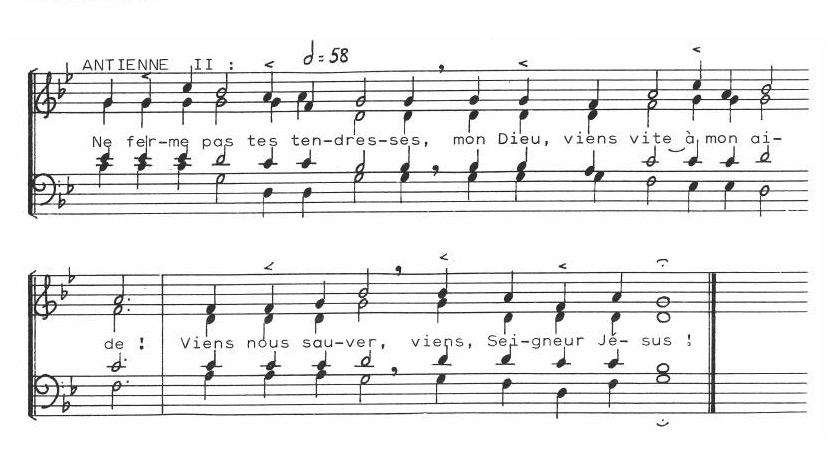 ANTIENNE II : = 58
Ne fer-me pas tes ten-dres-ses, mon Dieu, viens vite à mon ai-
de ! Viens nous sau-ver, viens, Sei-gneur Jé- sus !